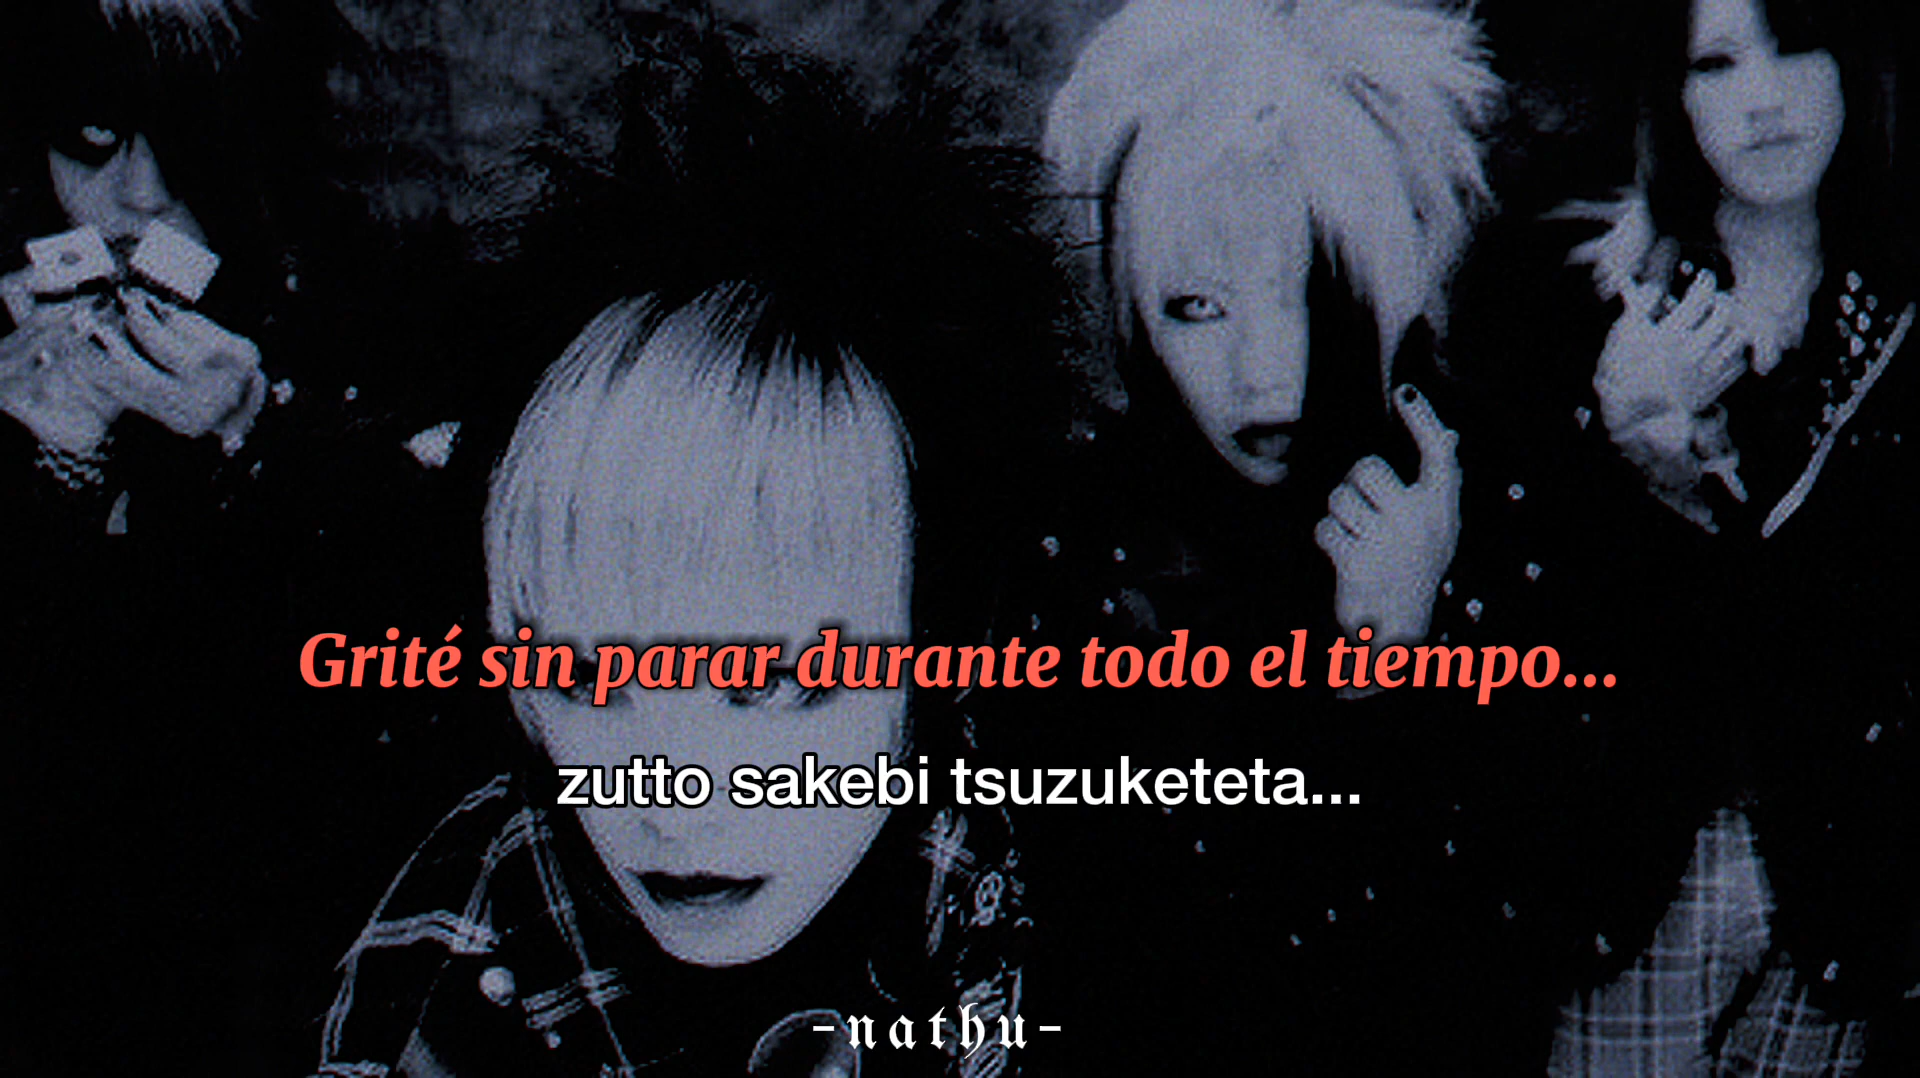 Grité sin parar durante todo el tiempo...
zutto sakebi tsuzuketeta...
-nathu-